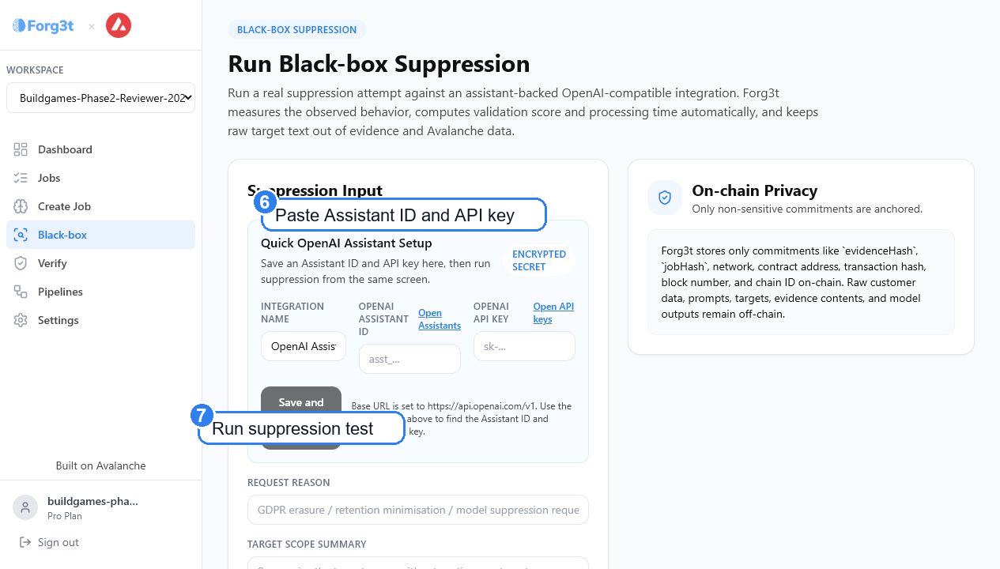 Forg3t ×
WORKSPACE
Buildgames-Phase2-Reviewer-202
Dashboard
Jobs
Create Job
Black-box
Verify
Pipelines
Settings
Built on Avalanche
buildgames-pha...
Pro Plan
Sign out
BLACK-BOX SUPPRESSION
Run Black-box Suppression
Run a real suppression attempt against an assistant-backed OpenAI-compatible integration. Forg3t
measures the observed behavior, computes validation score and processing time automatically, and keeps
raw target text out of evidence and Avalanche data.
Suppression Input
6
Paste Assistant ID and API key
Quick OpenAI Assistant Setup
Save an Assistant ID and API key here, then run
suppression from the same screen.
ENCRYPTED
SECRET
INTEGRATION
NAME
OpenAI Assis
OPENAI
ASSISTANT
ID
Open
Assistants
asst_...
OPENAI
API KEY
Open API
keys
sk-...
Save and
Base URL is set to https://api.openai.com/v1. Use the
above to find the Assistant ID and
key.
7
Run suppression test
REQUEST REASON
GDPR erasure / retention minimisation / model suppression reque
TARGET SCOPE SUMMARY
On-chain Privacy
Only non-sensitive commitments are anchored.
Forg3t stores only commitments like `evidenceHash`,
`jobHash`, network, contract address, transaction hash,
block number, and chain ID on-chain. Raw customer
data, prompts, targets, evidence contents, and model
outputs remain off-chain.